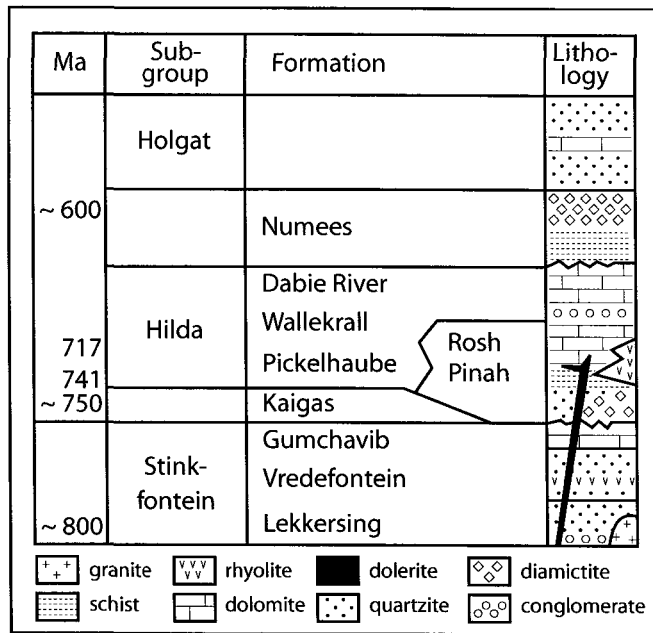 Ma
Sub-
group
Formation
Litho-
logy
Holgat
~ 600
Numees
Hilda
Dabie River
Wallekrall
Pickelhaube
Rosh
Pinah
717
741
~ 750
Kaigas
Stink-
fontein
Gumchavib
Vredefontein
~ 800
Lekkersing
granite
rhyolite
dolerite
diamictite
schist
dolomite
quartzite
conglomerate